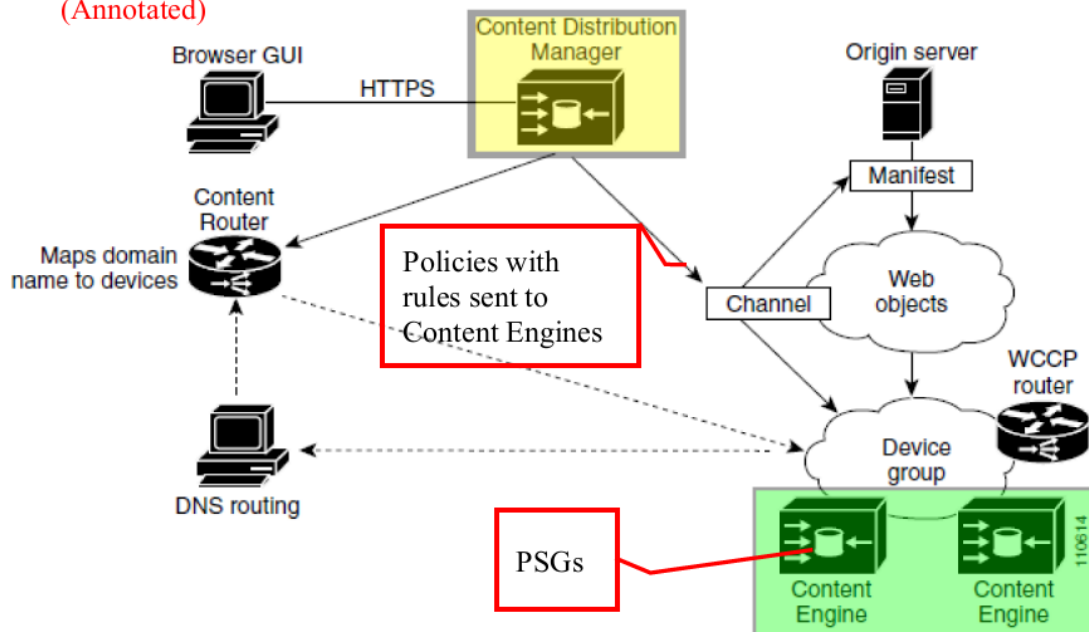 (Annotated)
Content Distribution
Manager
Browser GUI
HTTPS
Origin server
Manifest
Content
Router
Maps domain
name to devices
Policies with
rules sent to
Content Engines
Channel
Web
objects
WCCP
router
Device
group
DNS routing
PSGs
Content
Engine
Content
Engine
110614